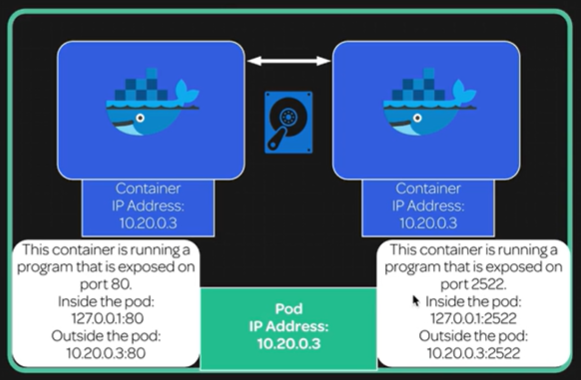 Container
IP Address:
10.20.0.3
Container
IP Address:
10.20.0.3
This container is running a
program that is exposed on
port 80.
Inside the pod:
127.0.0.1:80
Outside the pod:
10.20.0.3:80
Pod
IP Address:
10.20.0.3
This container is running a
program that is exposed on
port 2522.
Inside the pod:
127.0.0.1:2522
Outside the pod:
10.20.0.3:2522